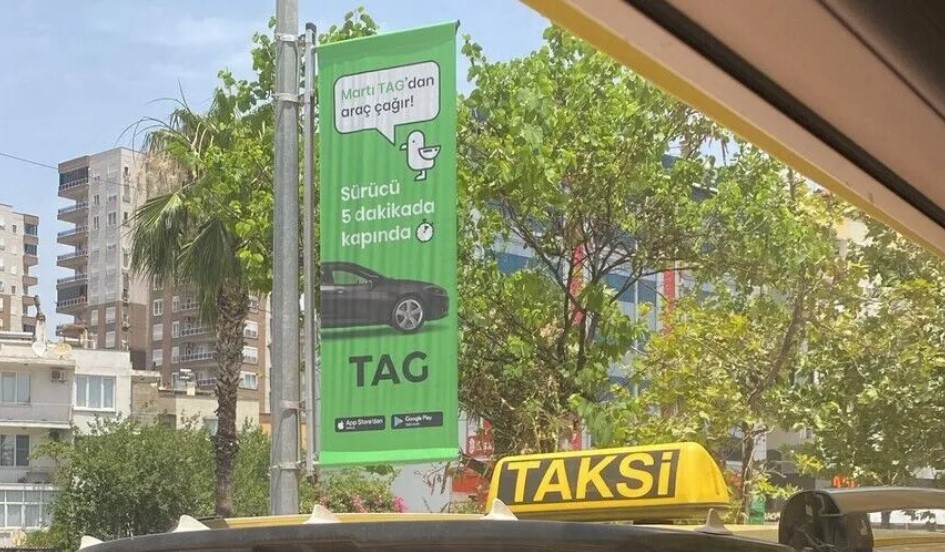 Martı TAG'dan
araç çağır!
Sürücü
5 dakikada
kapında
TAG
App Store'dan
Google Play
TAKSİ